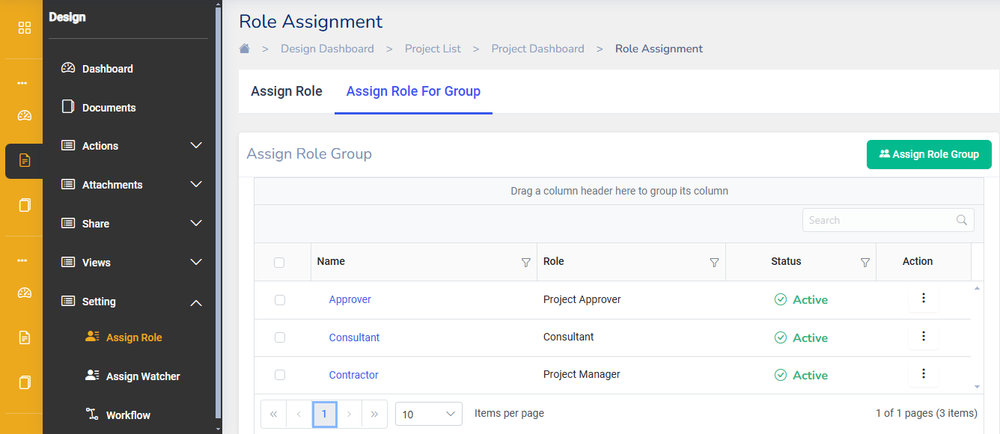 Design
Dashboard
Documents
Actions
Attachments
Share
Views
Setting
Assign Role
Assign Watcher
Workflow
Role Assignment
> Design Dashboard > Project List > Project Dashboard > Role Assignment
Assign Role Assign Role For Group
Assign Role Group Assign Role Group
Drag a column header here to group its column
Search
Name Role Status Action
Approver Project Approver Active
Consultant Consultant Active
Contractor Project Manager Active
1 10 Items per page 1 of 1 pages (3 items)